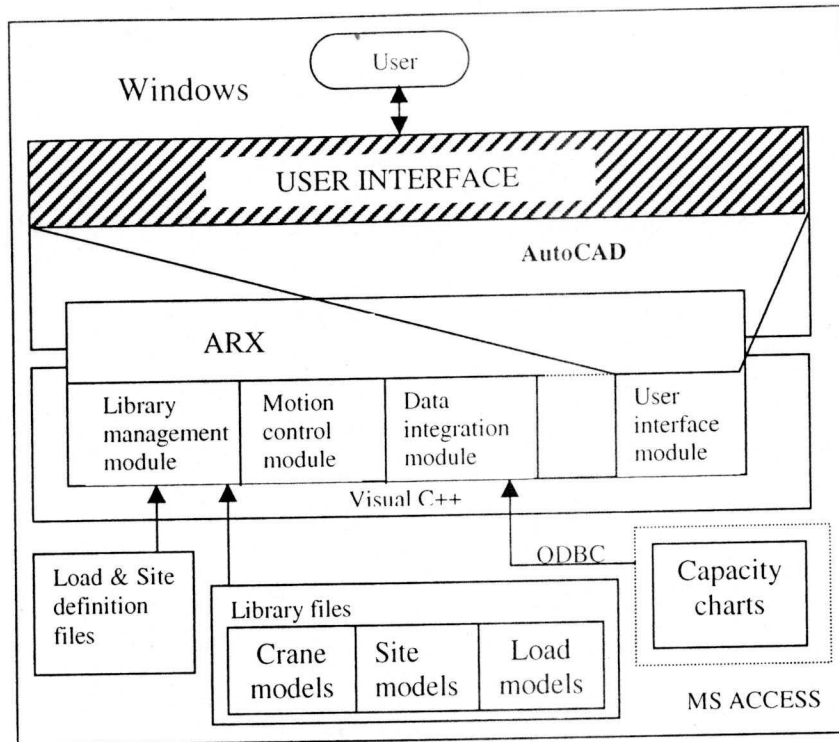 User
Windows
USER INTERFACE
AutoCAD
ARX
Library
management
module
Motion
control
module
Data
integration
module
User
interface
module
Visual C++
Load & Site
definition
files
Library files
Crane
models
Site
models
Load
models
ODBC
Capacity
charts
MS ACCESS